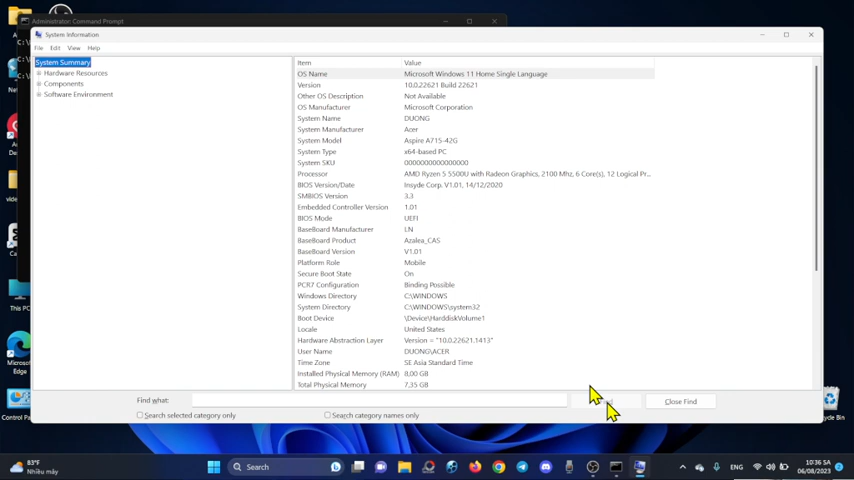 Administrator: Command Prompt
System Information
File Edit View Help
System Summary
Hardware Resources
Components
Software Environment
Item Value
OS Name Microsoft Windows 11 Home Single Language
Version 10.0.22621 Build 22621
Other OS Description Not Available
OS Manufacturer Microsoft Corporation
System Name DUONG
System Manufacturer Acer
System Model Aspire A715-42G
System Type x64-based PC
System SKU 0000000000000000
Processor AMD Ryzen 5 5500U with Radeon Graphics, 2100 Mhz, 6 Core(s), 12 Logical Pr...
BIOS Version/Date Insyde Corp. V1.01, 14/12/2020
SMBIOS Version 3.3
Embedded Controller Version 1.01
BIOS Mode UEFI
BaseBoard Manufacturer LN
BaseBoard Product Azalea_CAS
BaseBoard Version V1.01
Platform Role Mobile
Secure Boot State On
PCR7 Configuration Binding Possible
Windows Directory C:\WINDOWS
System Directory C:\WINDOWS\system32
Boot Device \Device\HarddiskVolume1
Locale United States
Hardware Abstraction Layer Version = "10.0.22621.1413"
User Name DUONG\ACER
Time Zone SE Asia Standard Time
Installed Physical Memory (RAM) 8,00 GB
Total Physical Memory 7,35 GB
Find what:
Close Find
Search selected category only
Search category names only
This PC
Microsof
Edge
Control Pa
cle Bin
83°F
Nhiều mây
Search
ENG
10:36 SA
06/08/2023